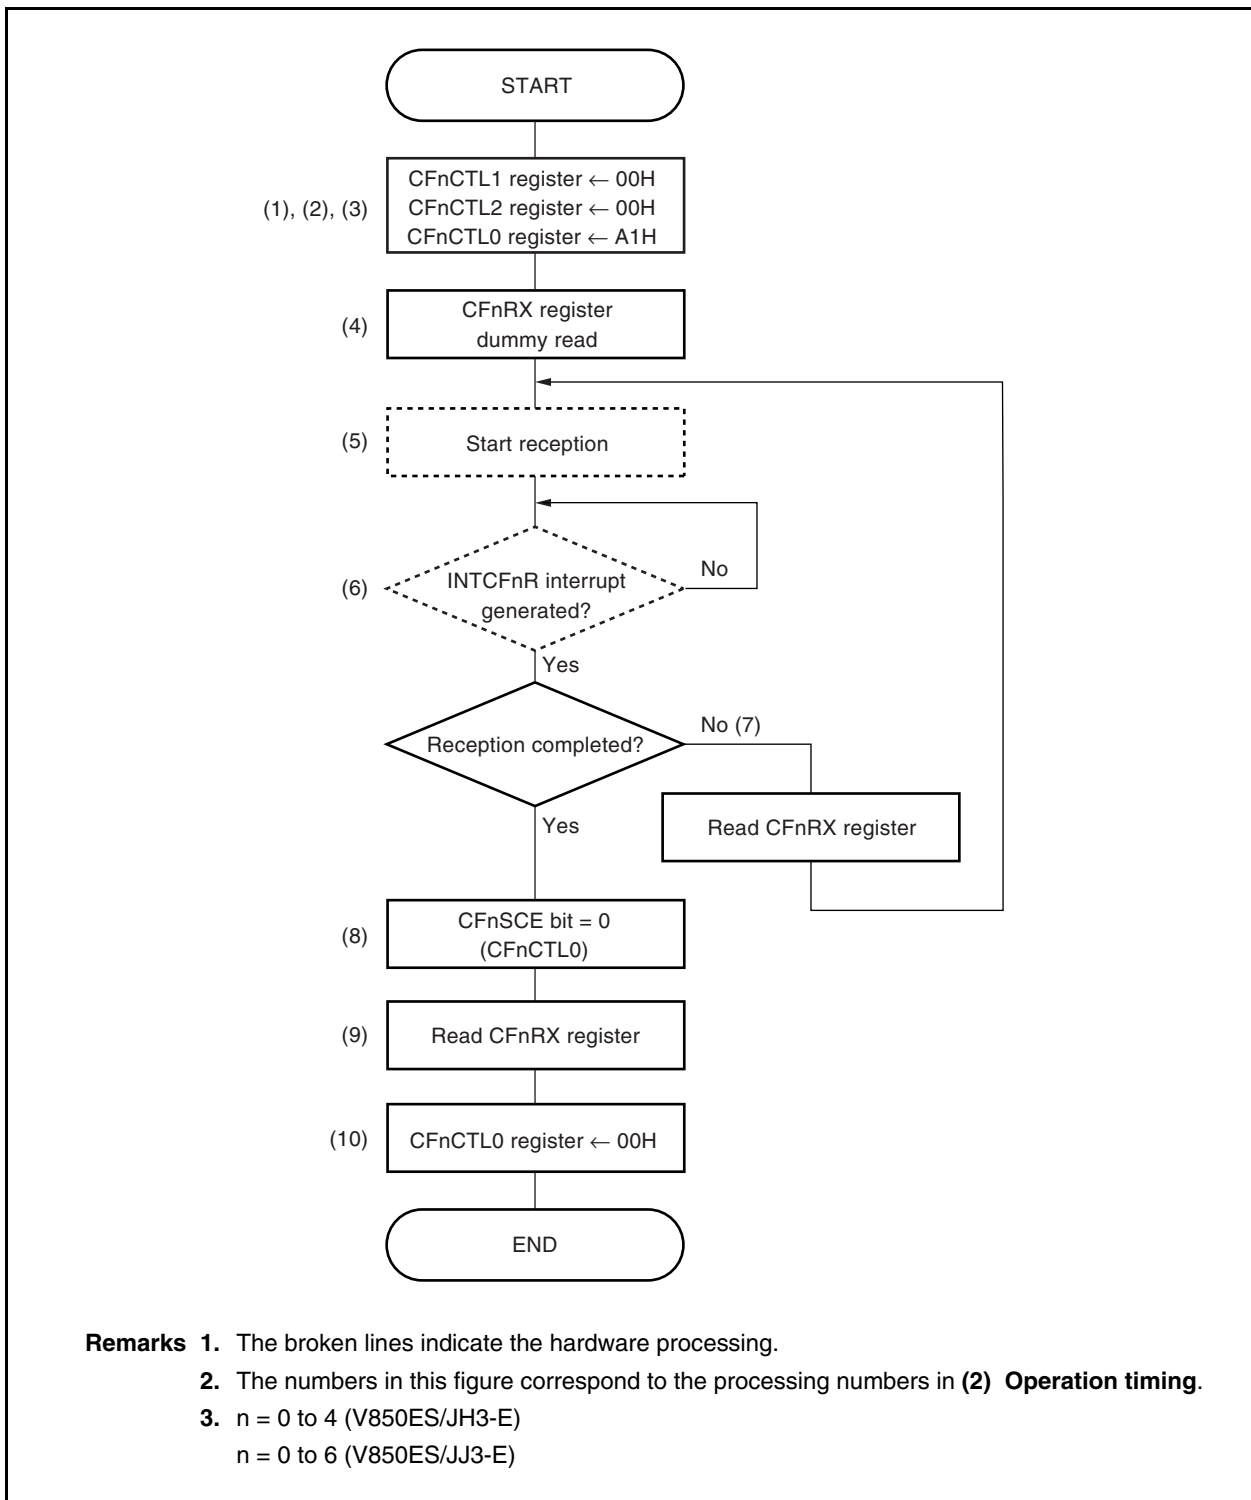 START
(1), (2), (3)
CFnCTL1 register ← 00H
CFnCTL2 register ← 00H
CFnCTL0 register ← A1H
(4)
CFnRX register
dummy read
(5)
Start reception
(6)
INTCFnR interrupt
generated?
No
Yes
Reception completed?
No (7)
Read CFnRX register
Yes
(8)
CFnSCE bit = 0
(CFnCTL0)
(9)
Read CFnRX register
(10)
CFnCTL0 register ← 00H
END
Remarks 1. The broken lines indicate the hardware processing.
2. The numbers in this figure correspond to the processing numbers in (2) Operation timing.
3. n = 0 to 4 (V850ES/JH3-E)
n = 0 to 6 (V850ES/JJ3-E)